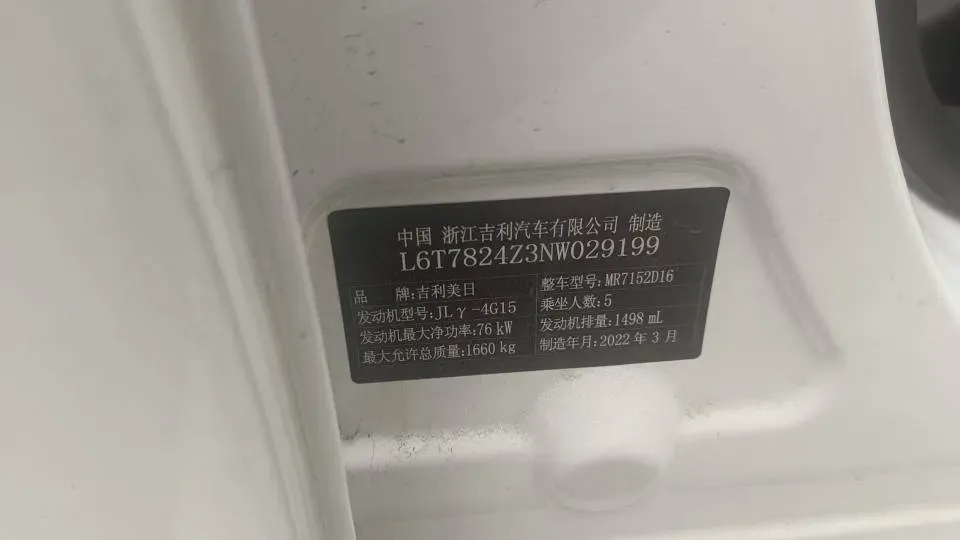 中国 浙江吉利汽车有限公司 制造
L6T7824Z3NW029199
品 牌:吉利美日 整车型号:MR7152D16
发动机型号:JLγ-4G15 乘坐人数:5
发动机最大净功率:76 kW 发动机排量:1498 mL
最大允许总质量:1660 kg 制造年月:2022 年 3 月